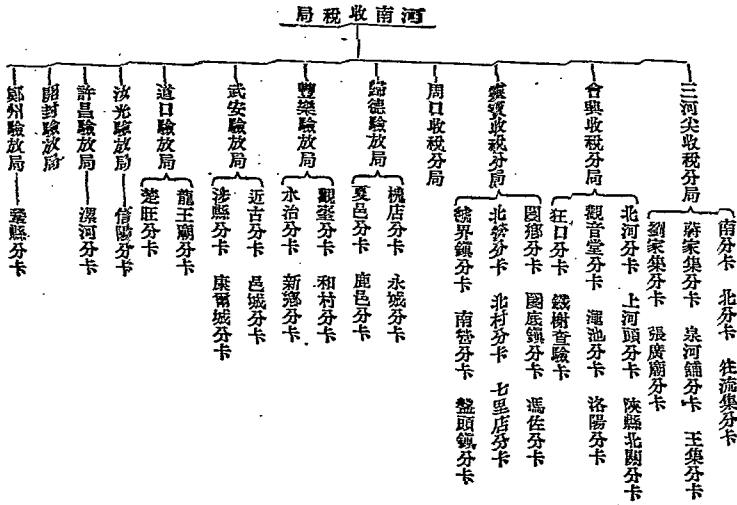 河南收稅局
三河尖收稅分局
南分卡 北分卡 往流集分卡
蔣家集分卡 泉河鋪分卡 王集分卡
劉家集分卡 張廣廟分卡
會興收稅分局
北河分卡 上河頭分卡 陝縣北關分卡
觀音堂分卡 澠池分卡 洛陽分卡
狂口分卡 鐵榭查驗卡
靈寶收稅分局
閿鄉分卡 閿底鎮分卡 馮佐分卡
北營分卡 北村分卡 七里店分卡
界鎮分卡 南營分卡 盤頭鎮分卡
周口收稅分局
歸德驗放局
槐店分卡 永城分卡
夏邑分卡 鹿邑分卡
豐樂驗放局
觀臺分卡 和村分卡
水冶分卡 新鄉分卡
武安驗放局
近古分卡 邑城分卡
涉縣分卡 康爾城分卡
道口驗放局
龍王廟分卡
楚旺分卡
汝光驗放局
信陽分卡
許昌驗放局
漯河分卡
開封驗放局
鄭州驗放局
鞏縣分卡